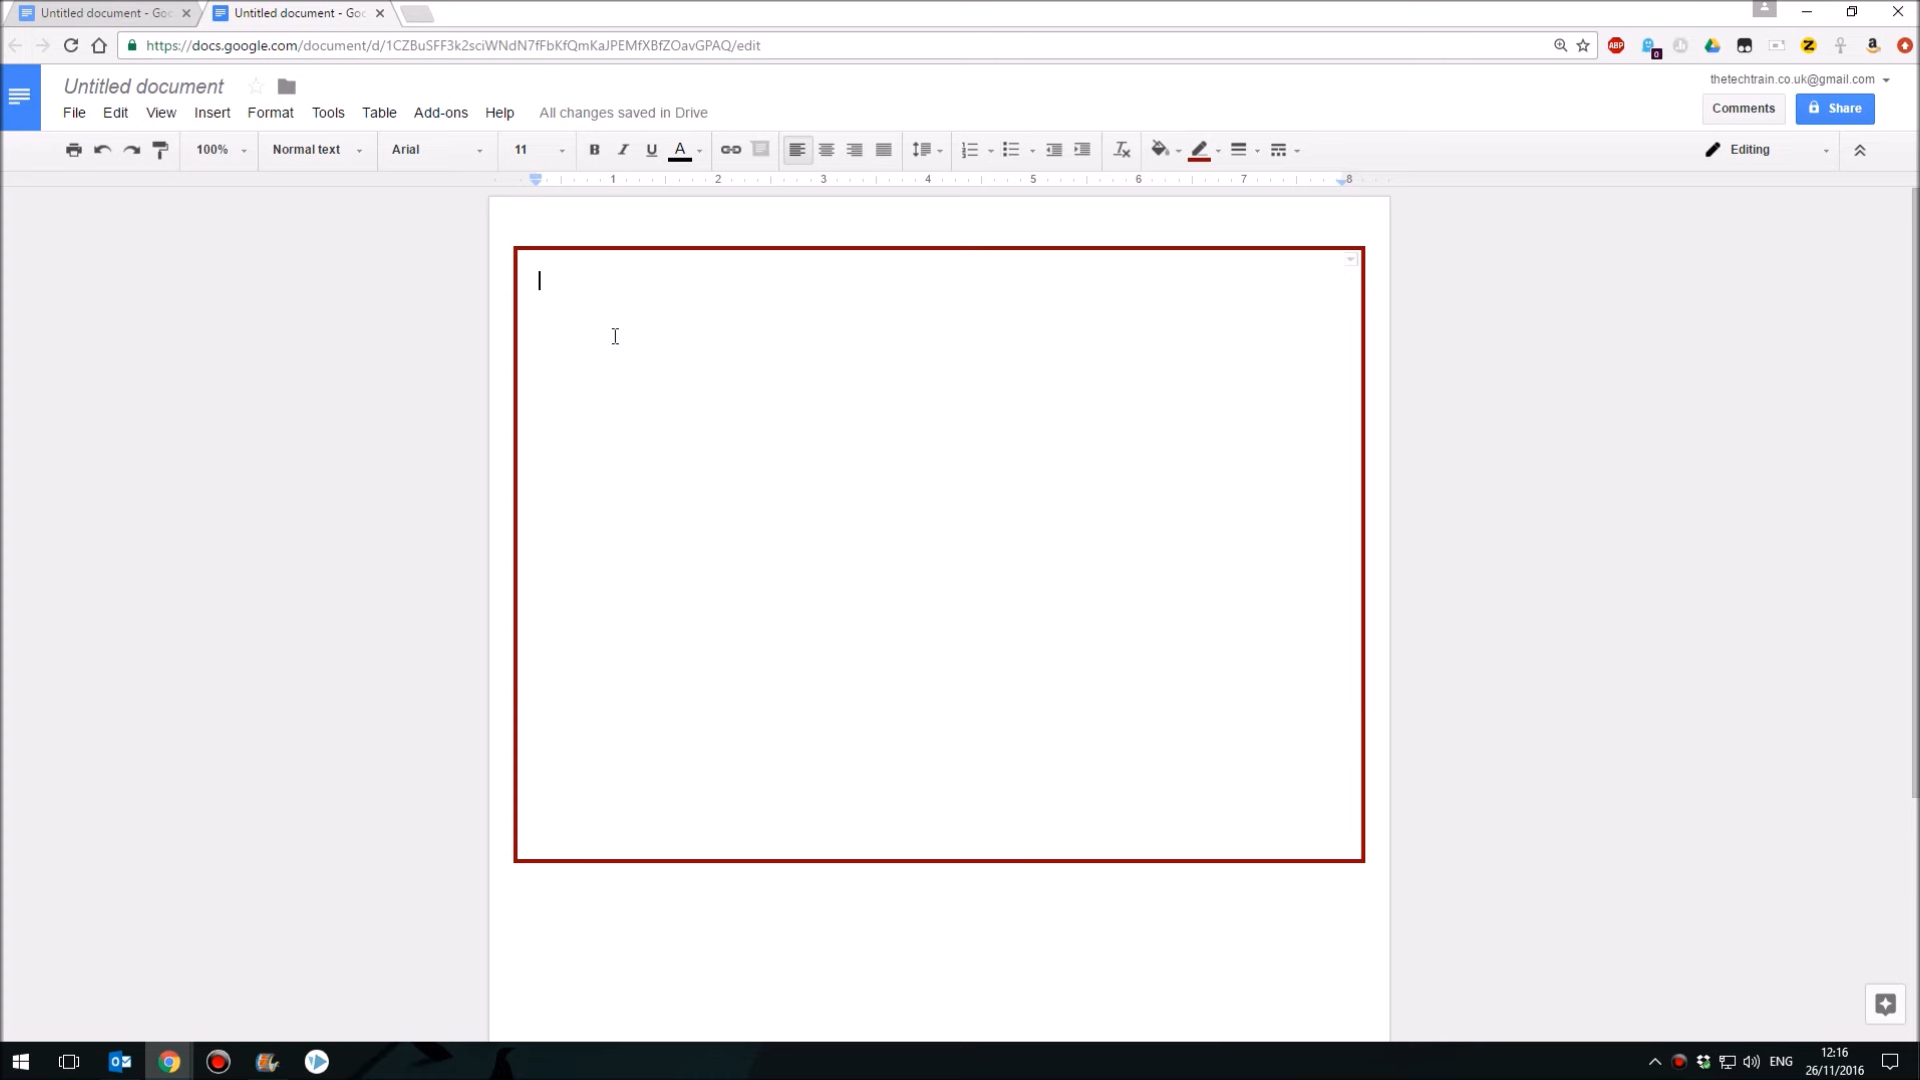 Untitled document - Goo
Untitled document - Goo
https://docs.google.com/document/d/1CZBuSFF3k2sciWNdN7fFbKfQmKaJPEMfXBfZOavGPAQ/edit
ABP
0
Z
a
Untitled document
thetechtrain.co.uk@gmail.com
File Edit View Insert Format Tools Table Add-ons Help All changes saved in Drive
Comments
Share
100% Normal text Arial 11 B I U A Editing
1 2 3 4 5 6 7 8
ENG
12:16
26/11/2016